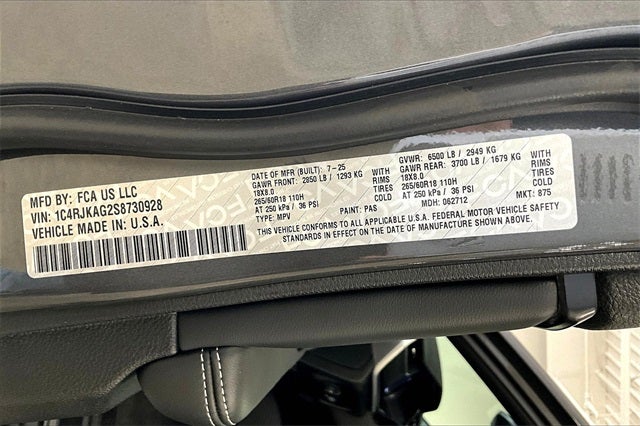 MFD BY: FCA US LLC
VIN: 1C4RJKAG2S8730928
VEHICLE MADE IN: U.S.A.
DATE OF MFR (BUILT): 7-25
GAWR FRONT: 2850 LB / 1293 KG WITH
18X8.0 RIMS
265/60R18 110H TIRES
AT 250 kPa / 36 PSI COLD
TYPE: MPV PAINT: PAS
GVWR: 6500 LB / 2949 KG
GAWR REAR: 3700 LB / 1679 KG WITH
18X8.0 RIMS
265/60R18 110H TIRES
AT 250 kPa / 36 PSI COLD
MDH: 062712 MKT: 875
THIS VEHICLE CONFORMS TO ALL APPLICABLE U.S.A. FEDERAL MOTOR VEHICLE SAFETY,
STANDARDS IN EFFECT ON THE DATE OF MANUFACTURE SHOWN ABOVE